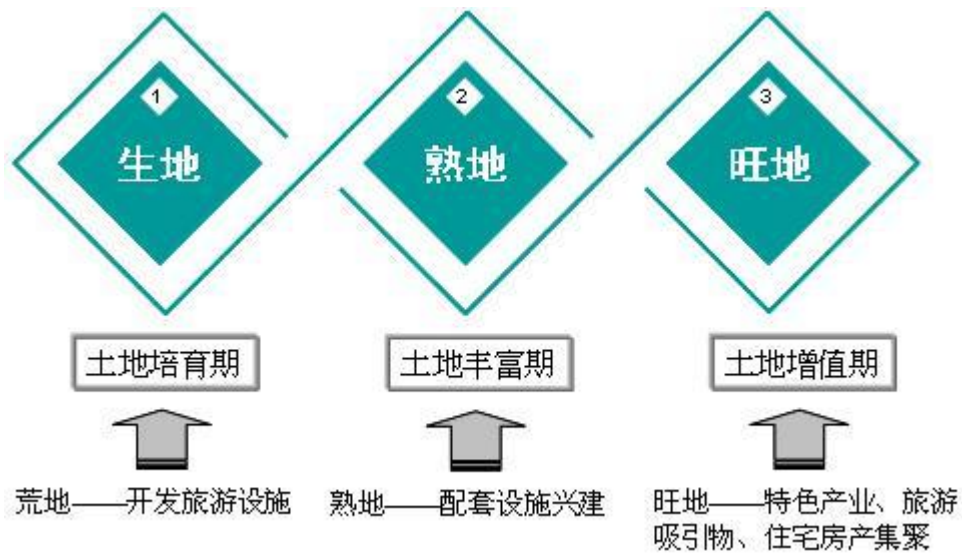 1
生地
2
熟地
3
旺地
土地培育期
土地丰富期
土地增值期
荒地——开发旅游设施
熟地——配套设施兴建
旺地——特色产业、旅游
吸引物、住宅房产集聚